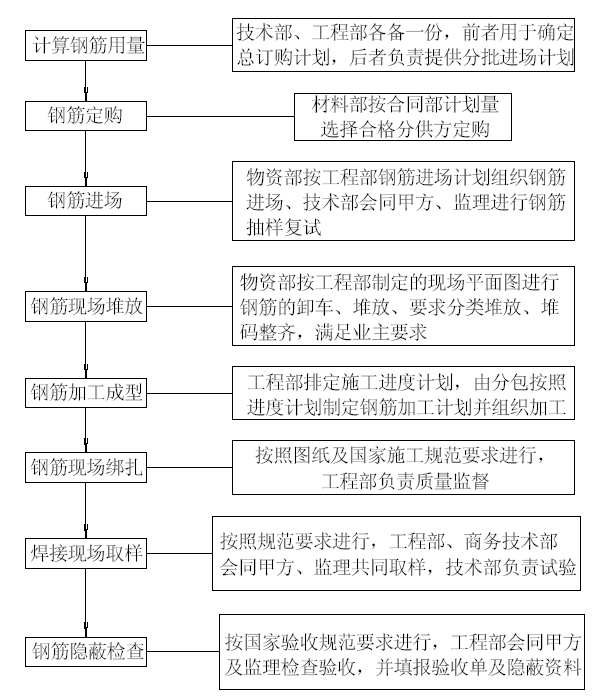 计算钢筋用量
技术部、工程部各备一份，前者用于确定
总订购计划，后者负责提供分批进场计划
钢筋定购
材料部按合同部计划量
选择合格分供方定购
钢筋进场
物资部按工程部钢筋进场计划组织钢筋
进场、技术部会同甲方、监理进行钢筋
抽样复试
钢筋现场堆放
物资部按工程部制定的现场平面图进行
钢筋的卸车、堆放、要求分类堆放、堆
码整齐，满足业主要求
钢筋加工成型
工程部排定施工进度计划，由分包按照
进度计划制定钢筋加工计划并组织加工
钢筋现场绑扎
按照图纸及国家施工规范要求进行，
工程部负责质量监督
焊接现场取样
按照规范要求进行，工程部、商务技术部
会同甲方、监理共同取样，技术部负责试验
钢筋隐蔽检查
按国家验收规范要求进行，工程部会同甲方
及监理检查验收，并填报验收单及隐蔽资料